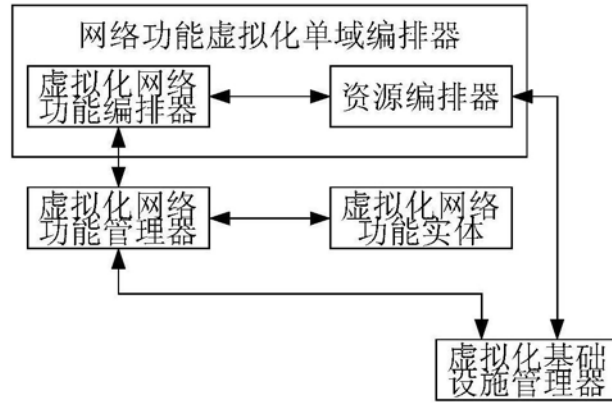 网络功能虚拟化单域编排器
虚拟化网络
功能编排器
资源编排器
虚拟化网络
功能管理器
虚拟化网络
功能实体
虚拟化基础
设施管理器